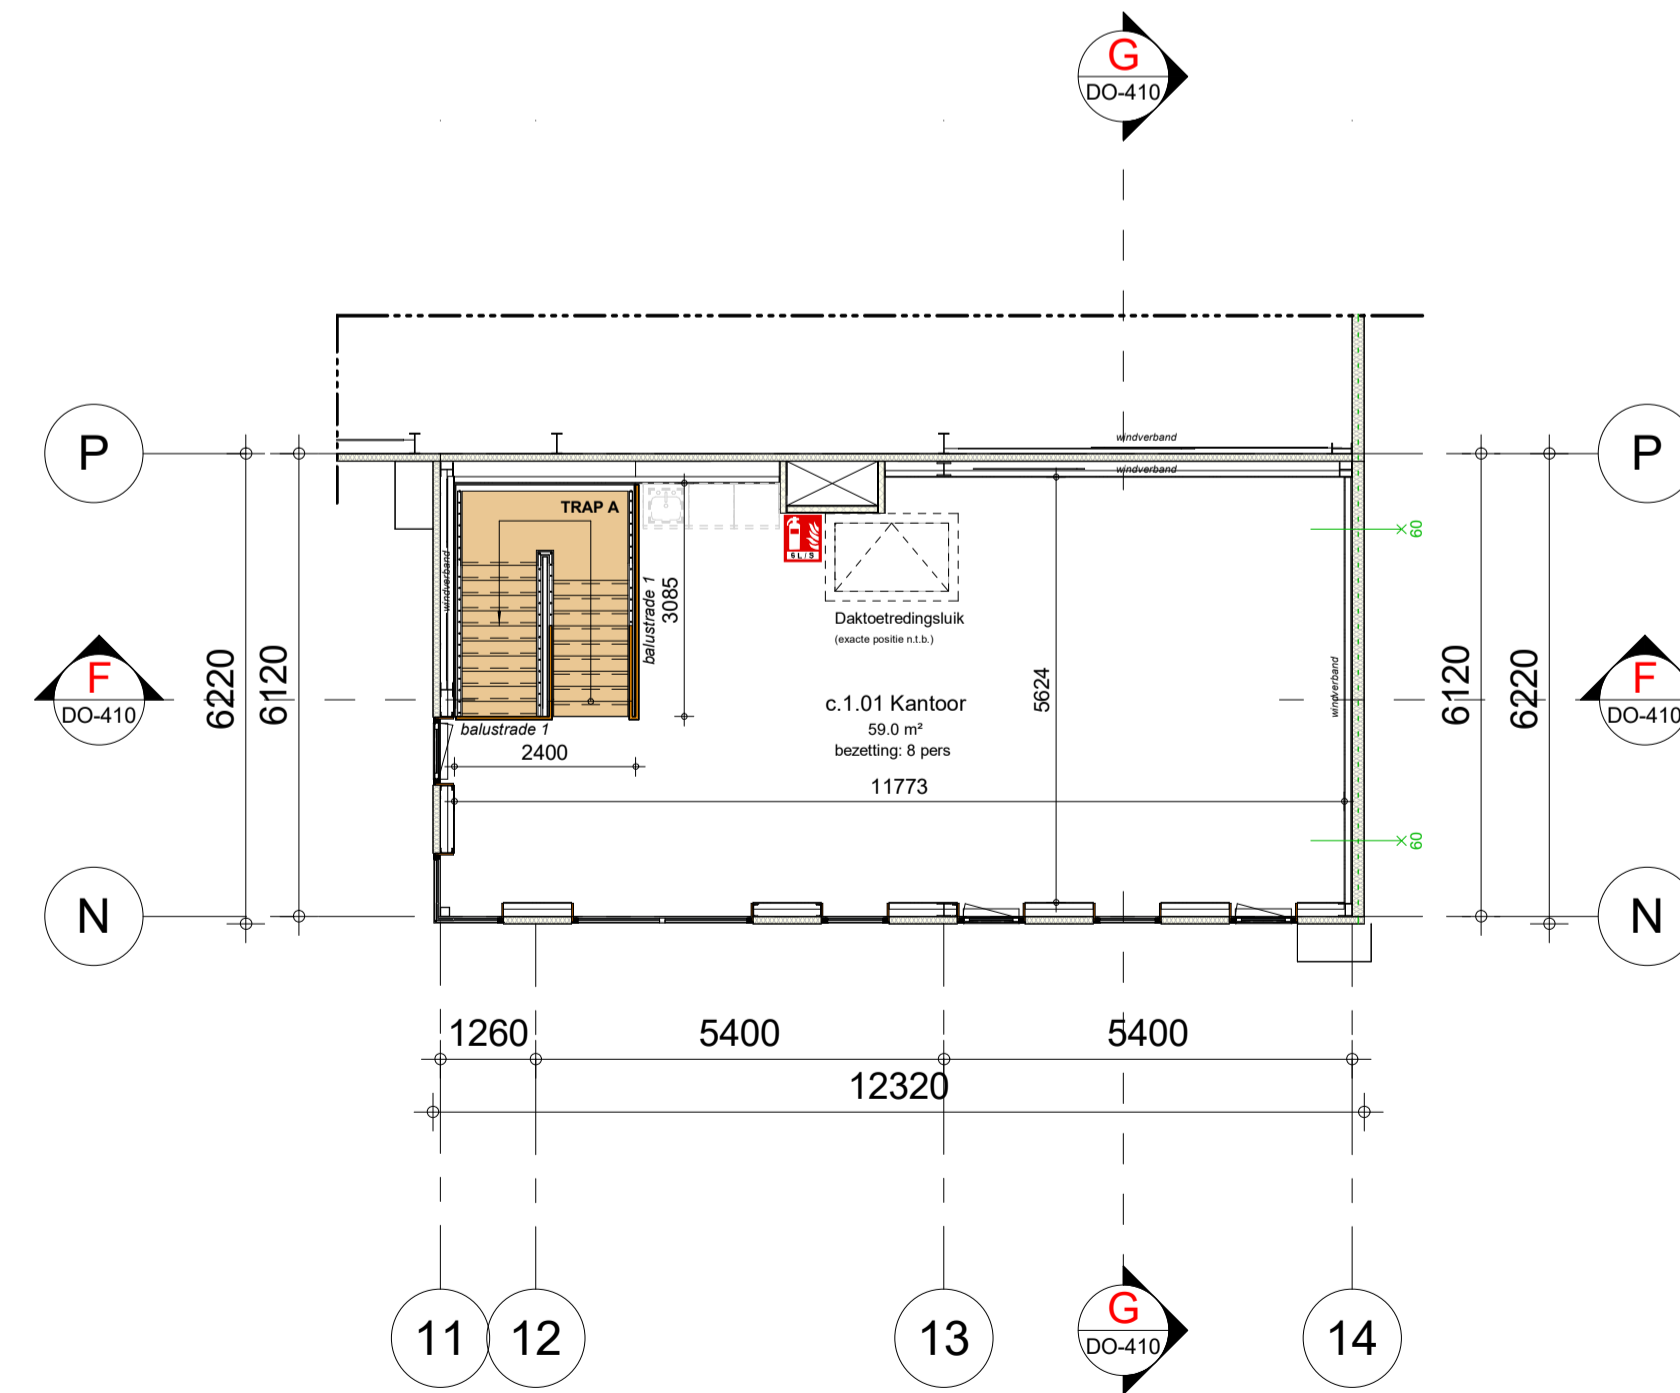 G
DO-410
P
P
windverband
windverband
TRAP A
6 L / S
60
windverband
balustrade 1
3085
Daktoetredingsluik
(exacte positie n.t.b.)
F
DO-410
6220
6120
5624
windverband
6120
6220
F
DO-410
c.1.01 Kantoor
59.0 m²
bezetting: 8 pers
balustrade 1
2400
11773
60
N
N
1260
5400
5400
12320
11
12
13
G
DO-410
14